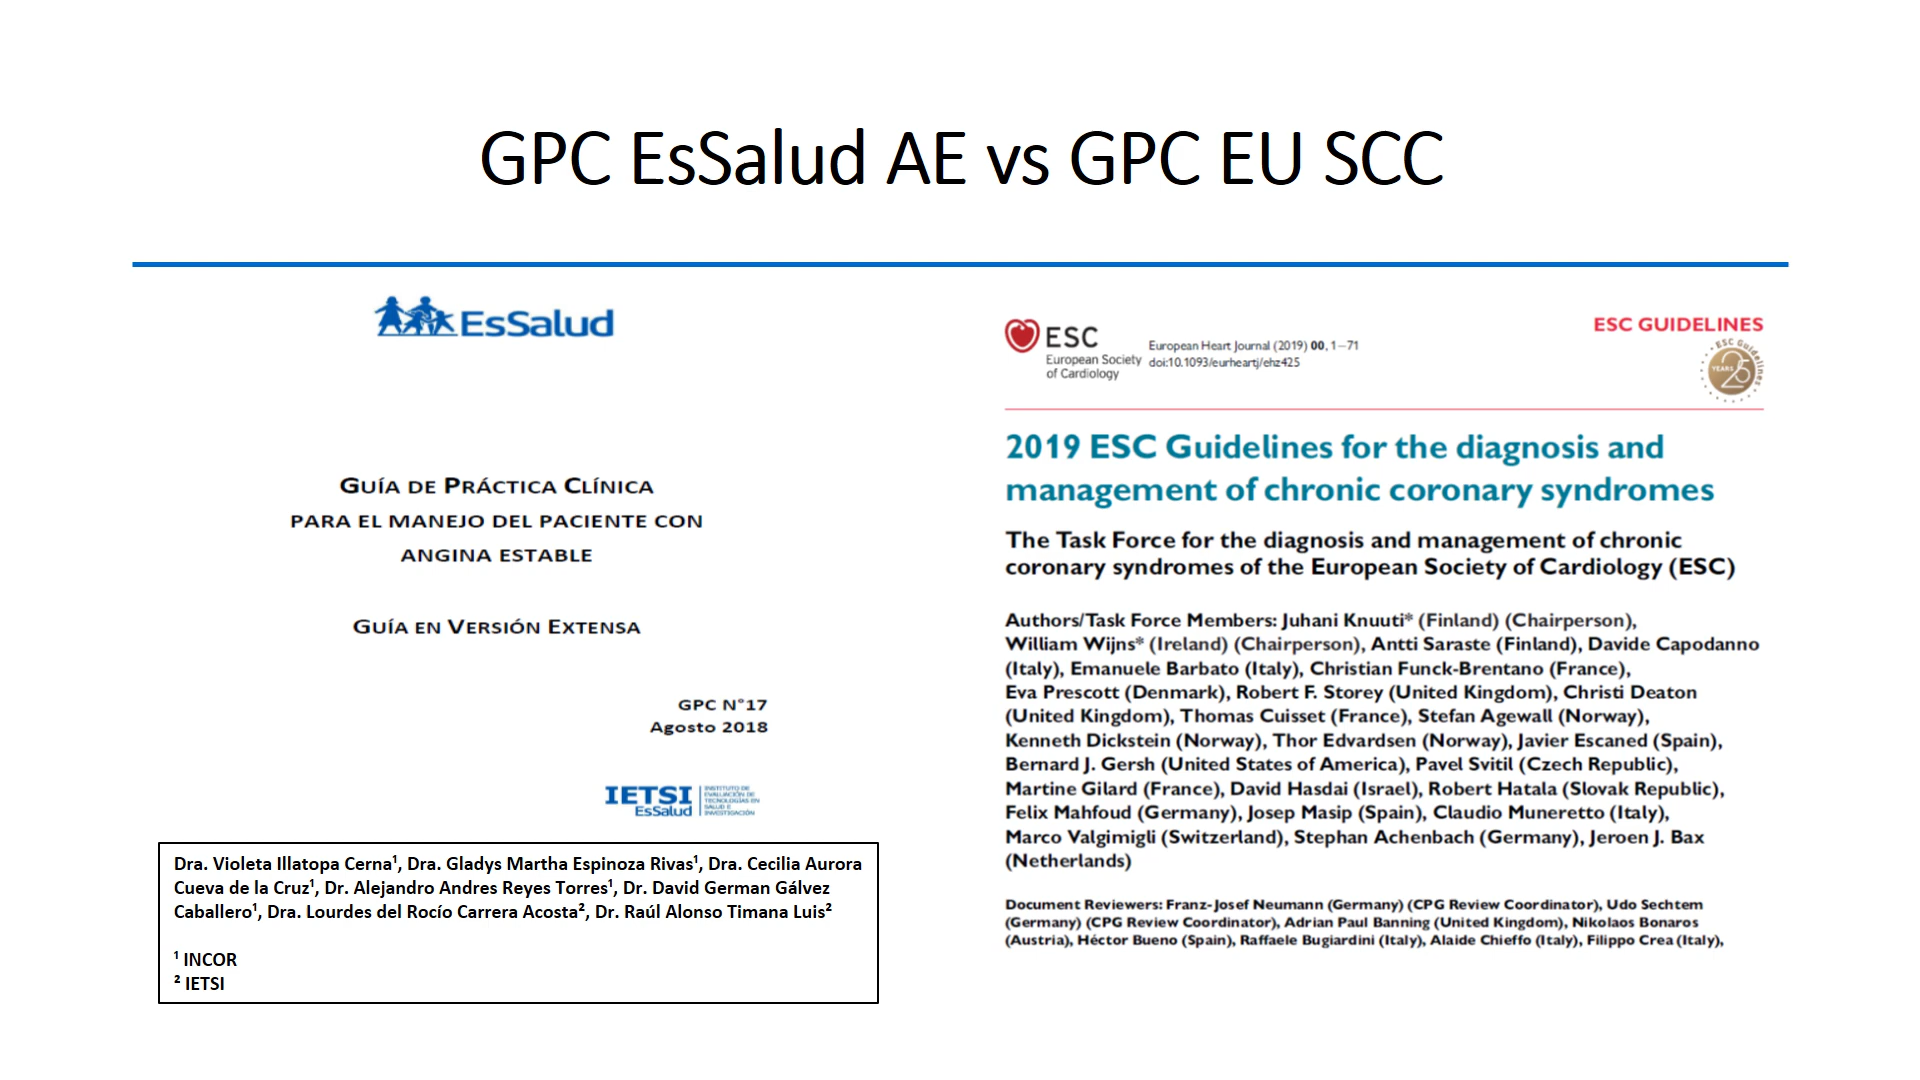 GPC EsSalud AE vs GPC EU SCC
EsSalud
GUÍA DE PRÁCTICA CLÍNICA
PARA EL MANEJO DEL PACIENTE CON
ANGINA ESTABLE
GUÍA EN VERSIÓN EXTENSA
GPC N°17
Agosto 2018
IETSI
EsSalud
INSTITUTO DE
EVALUACIÓN DE
TECNOLOGÍAS EN
SALUD E
INVESTIGACIÓN
Dra. Violeta Illatopa Cerna¹, Dra. Gladys Martha Espinoza Rivas¹, Dra. Cecilia Aurora
Cueva de la Cruz¹, Dr. Alejandro Andres Reyes Torres¹, Dr. David German Gálvez
Caballero¹, Dra. Lourdes del Rocío Carrera Acosta², Dr. Raúl Alonso Timana Luis²
¹ INCOR
² IETSI
ESC
European Society
of Cardiology
European Heart Journal (2019) 00, 1–71
doi:10.1093/eurheartj/ehz425
ESC GUIDELINES
ESC Guidelines
YEARS 25
2019 ESC Guidelines for the diagnosis and
management of chronic coronary syndromes
The Task Force for the diagnosis and management of chronic
coronary syndromes of the European Society of Cardiology (ESC)
Authors/Task Force Members: Juhani Knuuti* (Finland) (Chairperson),
William Wijns* (Ireland) (Chairperson), Antti Saraste (Finland), Davide Capodanno
(Italy), Emanuele Barbato (Italy), Christian Funck-Brentano (France),
Eva Prescott (Denmark), Robert F. Storey (United Kingdom), Christi Deaton
(United Kingdom), Thomas Cuisset (France), Stefan Agewall (Norway),
Kenneth Dickstein (Norway), Thor Edvardsen (Norway), Javier Escaned (Spain),
Bernard J. Gersh (United States of America), Pavel Svitil (Czech Republic),
Martine Gilard (France), David Hasdai (Israel), Robert Hatala (Slovak Republic),
Felix Mahfoud (Germany), Josep Masip (Spain), Claudio Muneretto (Italy),
Marco Valgimigli (Switzerland), Stephan Achenbach (Germany), Jeroen J. Bax
(Netherlands)
Document Reviewers: Franz-Josef Neumann (Germany) (CPG Review Coordinator), Udo Sechtem
(Germany) (CPG Review Coordinator), Adrian Paul Banning (United Kingdom), Nikolaos Bonaros
(Austria), Héctor Bueno (Spain), Raffaele Bugiardini (Italy), Alaide Chieffo (Italy), Filippo Crea (Italy),